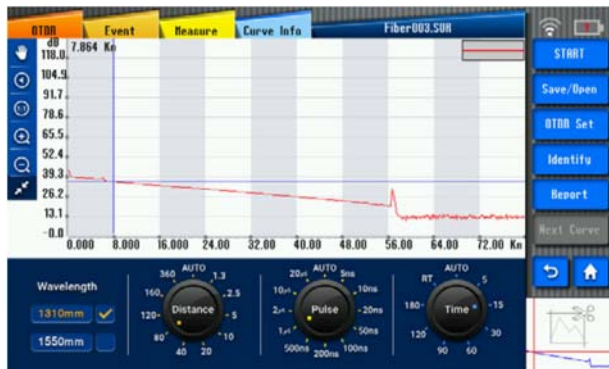 OTDR Event Measure Curve Info Fiber003.SOR
dB 7.864 Km
118.0
104.9
91.7
78.6
65.5
52.4
39.3
26.2
13.1
-0.0
0.000 8.000 16.000 24.00 32.00 40.00 48.00 56.00 64.00 72.00 Km
START
Save/Open
OTDR Set
Identify
Report
Next Curve
Wavelength
1310mm
1550mm
Distance
AUTO
1.3
2.5
5
10
20
40
80
120
160
360
Pulse
AUTO
5ns
10ns
20ns
50ns
100ns
200ns
500ns
1μs
2μs
10μs
20μs
Time
AUTO
5
15
30
60
90
120
180
RT